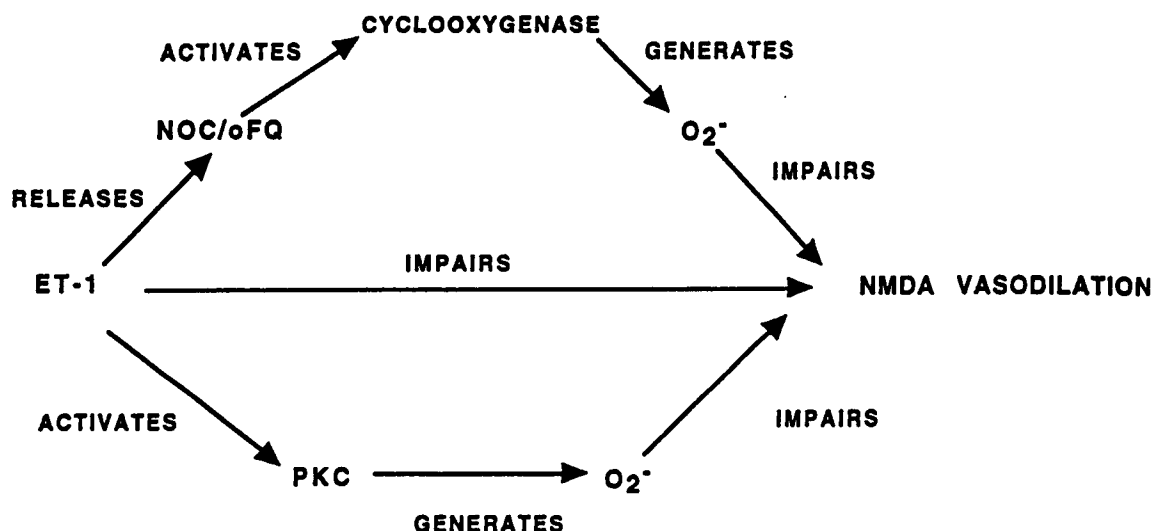 CYCLOOXYGENASE
ACTIVATES
GENERATES
NOC/oFQ
O₂⁻
IMPAIRS
RELEASES
ET-1
IMPAIRS
NMDA VASODILATION
ACTIVATES
IMPAIRS
PKC
O₂⁻
GENERATES